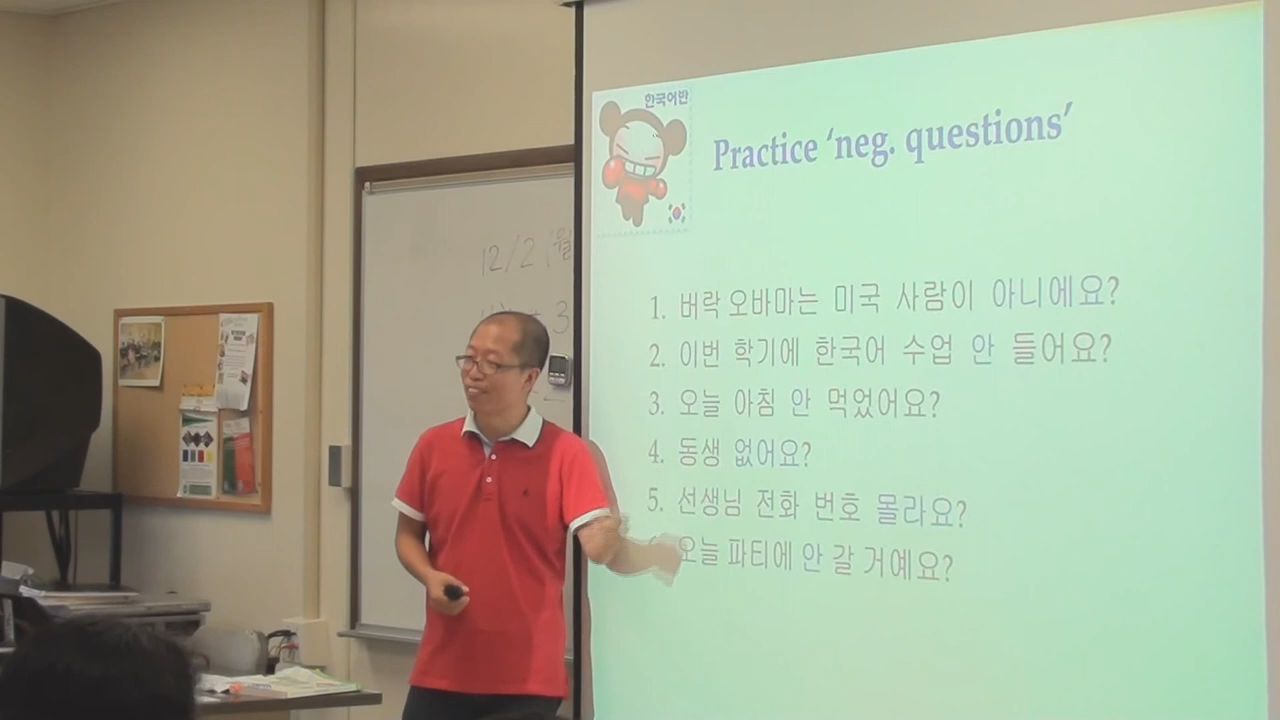 12/2 (월
3
한국어반
Practice ‘neg. questions’
1. 버락 오바마는 미국 사람이 아니에요?
2. 이번 학기에 한국어 수업 안 들어요?
3. 오늘 아침 안 먹었어요?
4. 동생 없어요?
5. 선생님 전화 번호 몰라요?
오늘 파티에 안 갈 거예요?